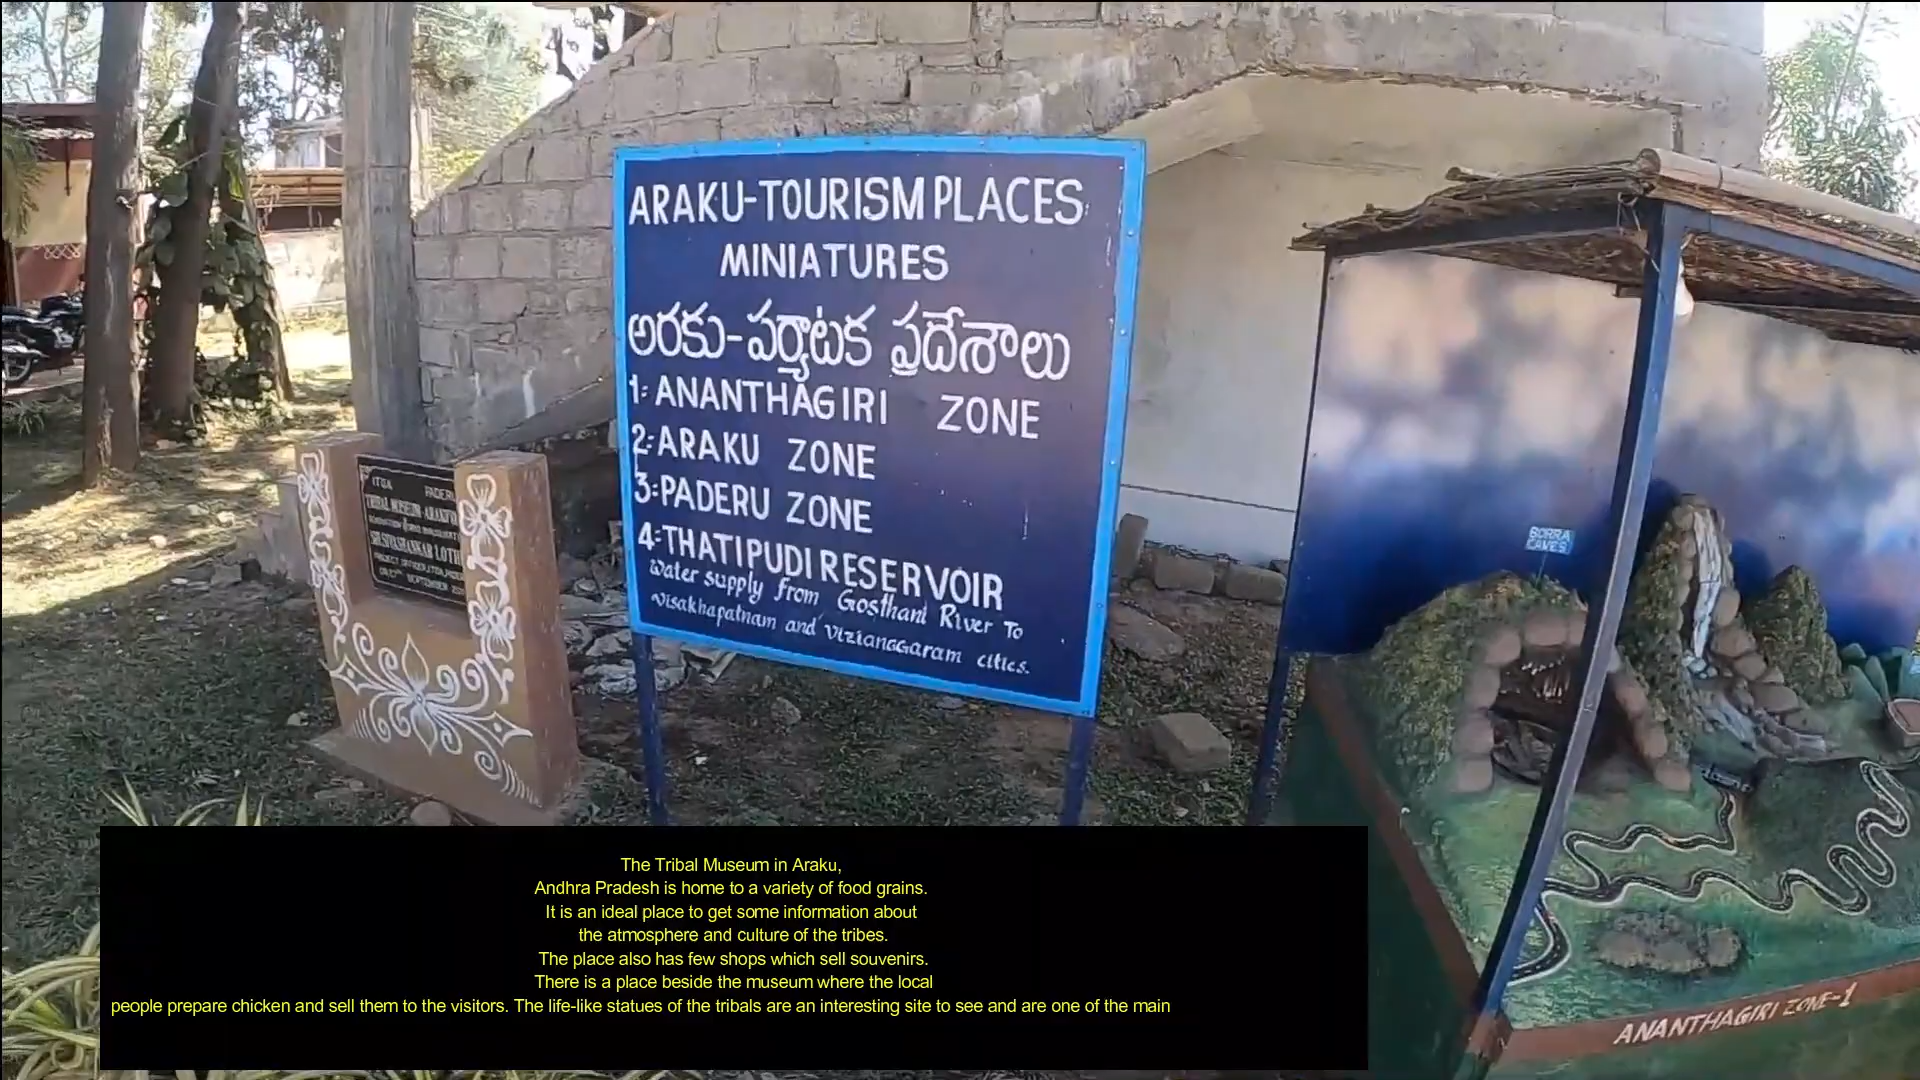 ARAKU-TOURISM PLACES
MINIATURES
అరకు-పర్యాటక ప్రదేశాలు
1: ANANTHAGIRI ZONE
2: ARAKU ZONE
3: PADERU ZONE
4: THATIPUDI RESERVOIR
water supply from Gosthani River To
visakhapatnam and vizianaGaram cities.
ITDA PADERU
TRIBAL MUSEUM-ARAKU
SEPTEMBER
BORRA
CAVES
ANANTHAGIRI ZONE-1
The Tribal Museum in Araku,
Andhra Pradesh is home to a variety of food grains.
It is an ideal place to get some information about
the atmosphere and culture of the tribes.
The place also has few shops which sell souvenirs.
There is a place beside the museum where the local
people prepare chicken and sell them to the visitors. The life-like statues of the tribals are an interesting site to see and are one of the main